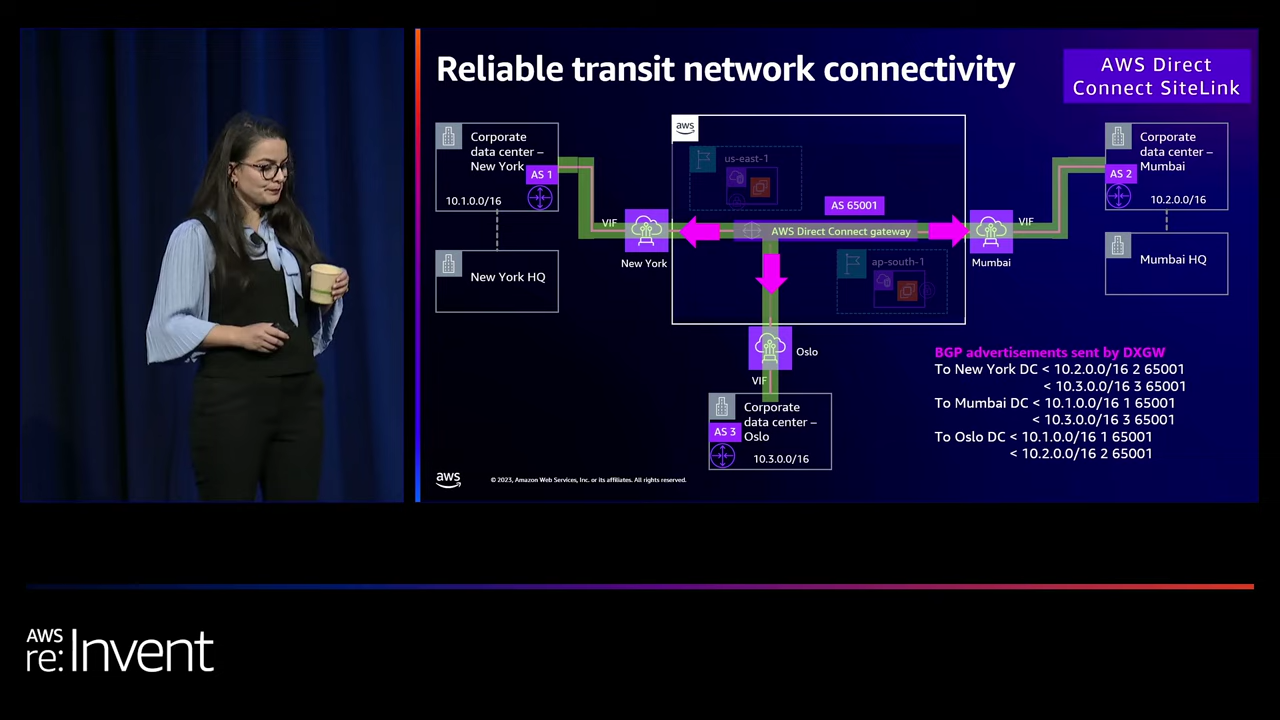 Reliable transit network connectivity
AWS Direct
Connect SiteLink
Corporate
data center –
New York
AS 1
10.1.0.0/16
New York HQ
VIF
New York
aws
us-east-1
AS 65001
AWS Direct Connect gateway
ap-south-1
VIF
Mumbai
Corporate
data center –
Mumbai
AS 2
10.2.0.0/16
Mumbai HQ
Oslo
VIF
Corporate
data center –
Oslo
AS 3
10.3.0.0/16
BGP advertisements sent by DXGW
To New York DC < 10.2.0.0/16 2 65001
< 10.3.0.0/16 3 65001
To Mumbai DC < 10.1.0.0/16 1 65001
< 10.3.0.0/16 3 65001
To Oslo DC < 10.1.0.0/16 1 65001
< 10.2.0.0/16 2 65001
aws
© 2023, Amazon Web Services, Inc. or its affiliates. All rights reserved.
AWS
re:Invent